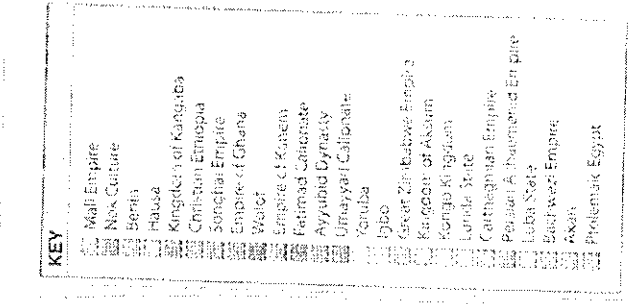 KEY
Mali Empire
Nok Culture
Benin
Hausa
Kingdom of Kangaba
Christian Ethiopia
Songhai Empire
Empire of Ghana
Wolof
Empire of Kanem
Fatimad Caliphate
Ayyubid Dynasty
Umayyad Caliphate
Yoruba
Igbo
Great Zimbabwe Empire
Kingdom of Aksum
Kongo Kingdom
Lunda State
Carthaginian Empire
Persian Achaemenid Empire
Luba State
Bachwezi Empire
Akan
Ptolemaic Egypt